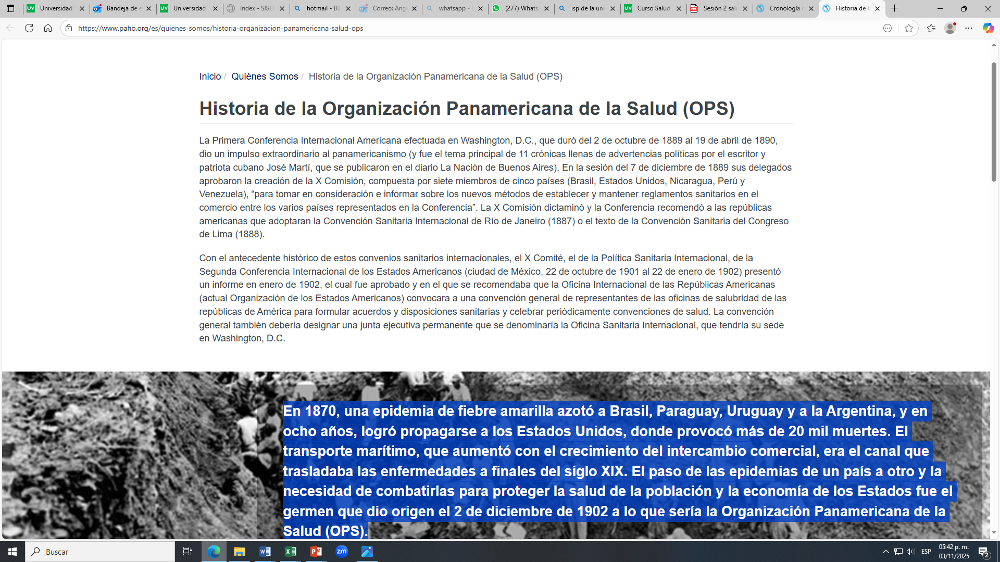 Universidad
Bandeja de e
Universidad
Index - SISEC
hotmail - Bú
Correo: Ang
whatsapp - B
(277) Whats
isp de la uni
Curso Salud
Sesión 2 salu
Cronología d
Historia de l
https://www.paho.org/es/quienes-somos/historia-organizacion-panamericana-salud-ops
Inicio / Quiénes Somos / Historia de la Organización Panamericana de la Salud (OPS)
Historia de la Organización Panamericana de la Salud (OPS)
La Primera Conferencia Internacional Americana efectuada en Washington, D.C., que duró del 2 de octubre de 1889 al 19 de abril de 1890,
dio un impulso extraordinario al panamericanismo (y fue el tema principal de 11 crónicas llenas de advertencias políticas por el escritor y
patriota cubano José Martí, que se publicaron en el diario La Nación de Buenos Aires). En la sesión del 7 de diciembre de 1889 sus delegados
aprobaron la creación de la X Comisión, compuesta por siete miembros de cinco países (Brasil, Estados Unidos, Nicaragua, Perú y
Venezuela), “para tomar en consideración e informar sobre los nuevos métodos de establecer y mantener reglamentos sanitarios en el
comercio entre los varios países representados en la Conferencia”. La X Comisión dictaminó y la Conferencia recomendó a las repúblicas
americanas que adoptaran la Convención Sanitaria Internacional de Río de Janeiro (1887) o el texto de la Convención Sanitaria del Congreso
de Lima (1888).
Con el antecedente histórico de estos convenios sanitarios internacionales, el X Comité, el de la Política Sanitaria Internacional, de la
Segunda Conferencia Internacional de los Estados Americanos (ciudad de México, 22 de octubre de 1901 al 22 de enero de 1902) presentó
un informe en enero de 1902, el cual fue aprobado y en el que se recomendaba que la Oficina Internacional de las Repúblicas Americanas
(actual Organización de los Estados Americanos) convocara a una convención general de representantes de las oficinas de salubridad de las
repúblicas de América para formular acuerdos y disposiciones sanitarias y celebrar periódicamente convenciones de salud. La convención
general también debería designar una junta ejecutiva permanente que se denominaría la Oficina Sanitaria Internacional, que tendría su sede
en Washington, D.C.
En 1870, una epidemia de fiebre amarilla azotó a Brasil, Paraguay, Uruguay y a la Argentina, y en
ocho años, logró propagarse a los Estados Unidos, donde provocó más de 20 mil muertes. El
transporte marítimo, que aumentó con el crecimiento del intercambio comercial, era el canal que
trasladaba las enfermedades a finales del siglo XIX. El paso de las epidemias de un país a otro y la
necesidad de combatirlas para proteger la salud de la población y la economía de los Estados fue el
germen que dio origen el 2 de diciembre de 1902 a lo que sería la Organización Panamericana de la
Salud (OPS).
Buscar
ESP
05:42 p. m.
03/11/2025
2